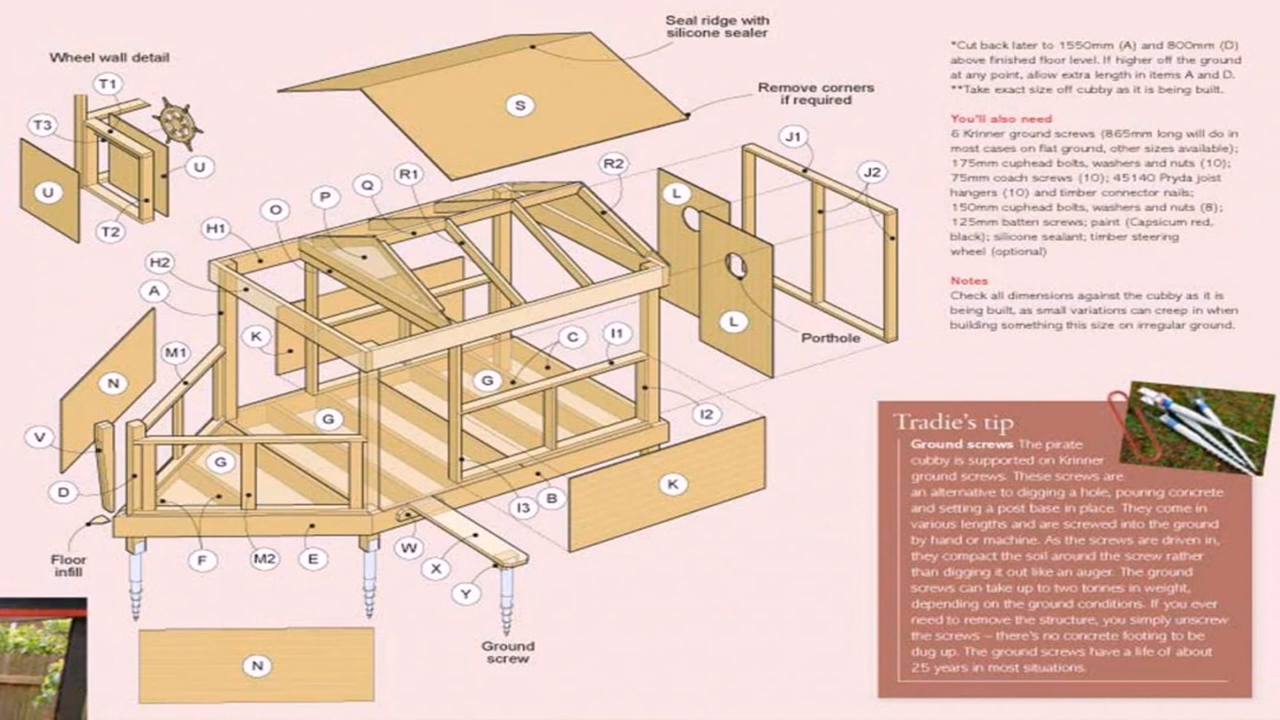 Wheel wall detail
T1
T3
U
U
T2
Seal ridge with
silicone sealer
S
Remove corners
if required
J1
J2
L
L
Porthole
R2
R1
Q
P
O
H1
H2
A
K
M1
N
V
D
Floor
infill
G
G
G
C
I1
I2
K
B
I3
F
M2
E
W
X
Y
Ground
screw
N
*Cut back later to 1550mm (A) and 800mm (D)
above finished floor level. If higher off the ground
at any point, allow extra length in items A and D.
**Take exact size off cubby as it is being built.
You'll also need
6 Krinner ground screws (865mm long will do in
most cases on flat ground, other sizes available);
175mm cuphead bolts, washers and nuts (10);
75mm coach screws (10); 45140 Pryda joist
hangers (10) and timber connector nails;
150mm cuphead bolts, washers and nuts (8);
125mm batten screws; paint (Capsicum red,
black); silicone sealant; timber steering
wheel (optional)
Notes
Check all dimensions against the cubby as it is
being built, as small variations can creep in when
building something this size on irregular ground.
Tradie's tip
Ground screws The pirate
cubby is supported on Krinner
ground screws. These screws are
an alternative to digging a hole, pouring concrete
and setting a post base in place. They come in
various lengths and are screwed into the ground
by hand or machine. As the screws are driven in,
they compact the soil around the screw rather
than digging it out like an auger. The ground
screws can take up to two tonnes in weight,
depending on the ground conditions. If you ever
need to remove the structure, you simply unscrew
the screws – there's no concrete footing to be
dug up. The ground screws have a life of about
25 years in most situations.